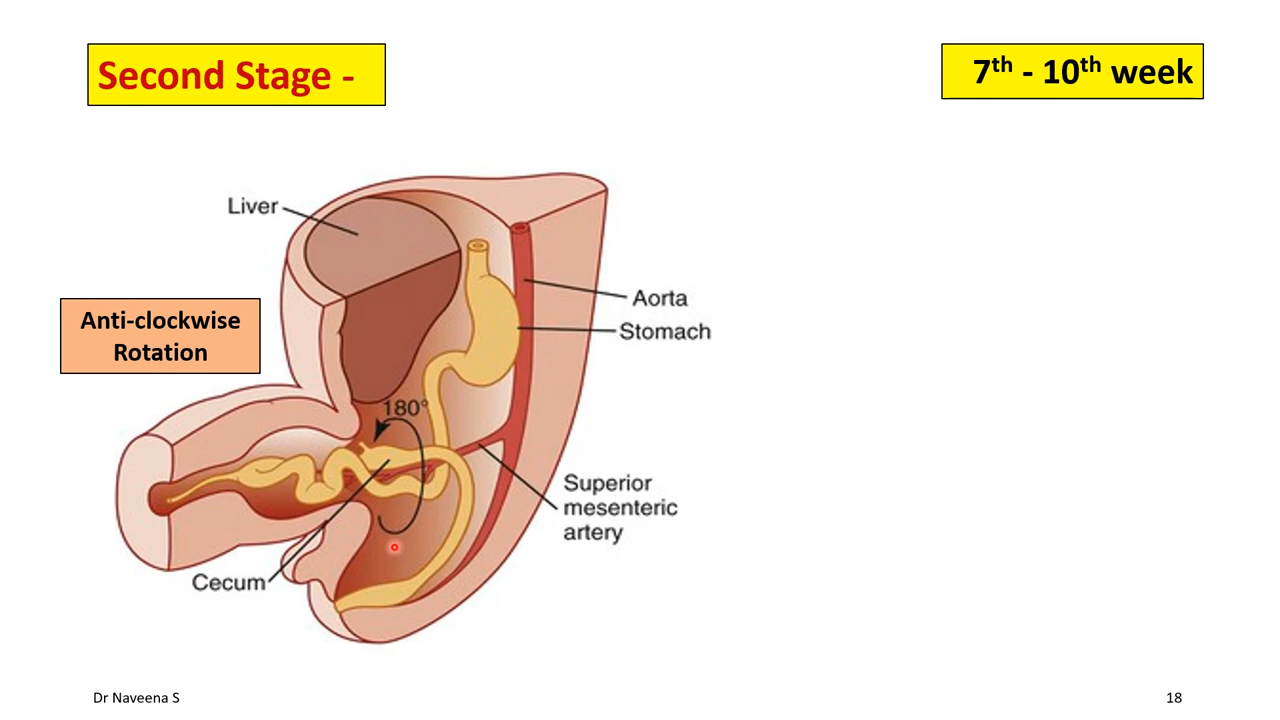 Second Stage -
7th - 10th week
Liver
Anti-clockwise
Rotation
Aorta
Stomach
180°
Superior
mesenteric
artery
Cecum
Dr Naveena S
18